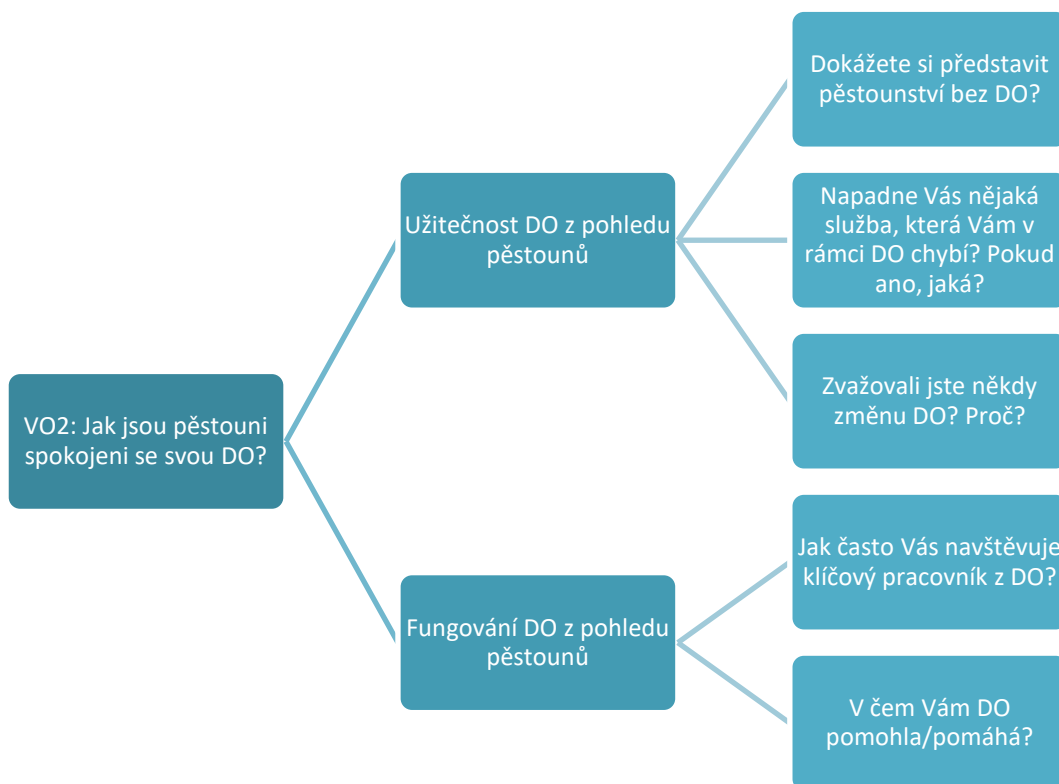 VO2: Jak jsou pěstouni
spokojeni se svou DO?
Užitečnost DO z pohledu
pěstounů
Dokážete si představit
pěstounství bez DO?
Napadne Vás nějaká
služba, která Vám v
rámci DO chybí? Pokud
ano, jaká?
Zvažovali jste někdy
změnu DO? Proč?
Fungování DO z pohledu
pěstounů
Jak často Vás navštěvuje
klíčový pracovník z DO?
V čem Vám DO
pomohla/pomáhá?